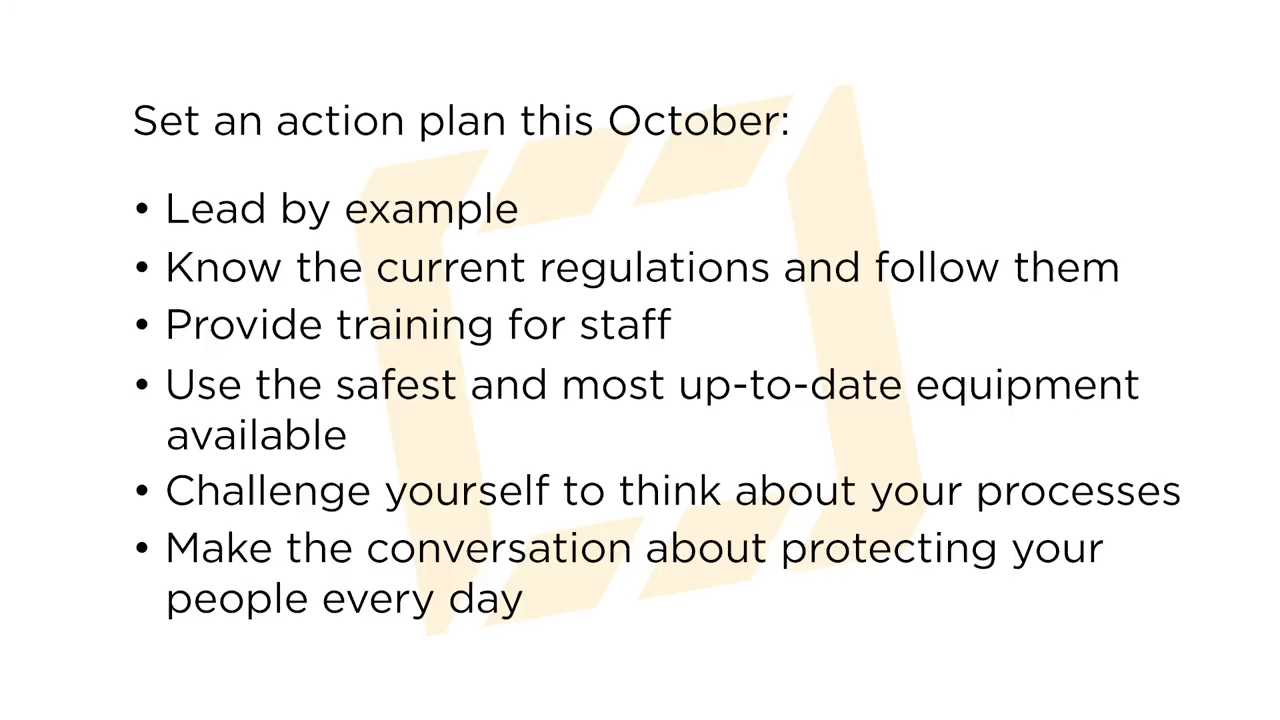 Set an action plan this October:
• Lead by example
• Know the current regulations and follow them
• Provide training for staff
• Use the safest and most up-to-date equipment
available
• Challenge yourself to think about your processes
• Make the conversation about protecting your
people every day